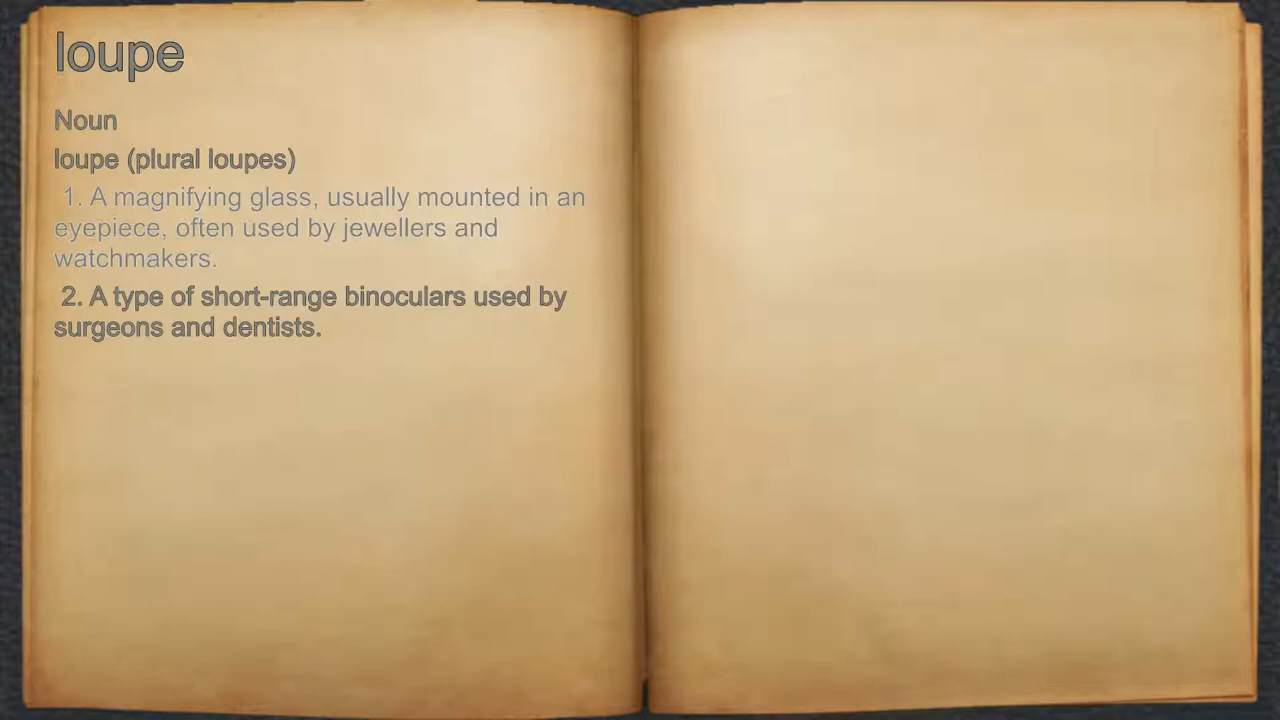 loupe
Noun
loupe (plural loupes)
1. A magnifying glass, usually mounted in an
eyepiece, often used by jewellers and
watchmakers.
2. A type of short-range binoculars used by
surgeons and dentists.